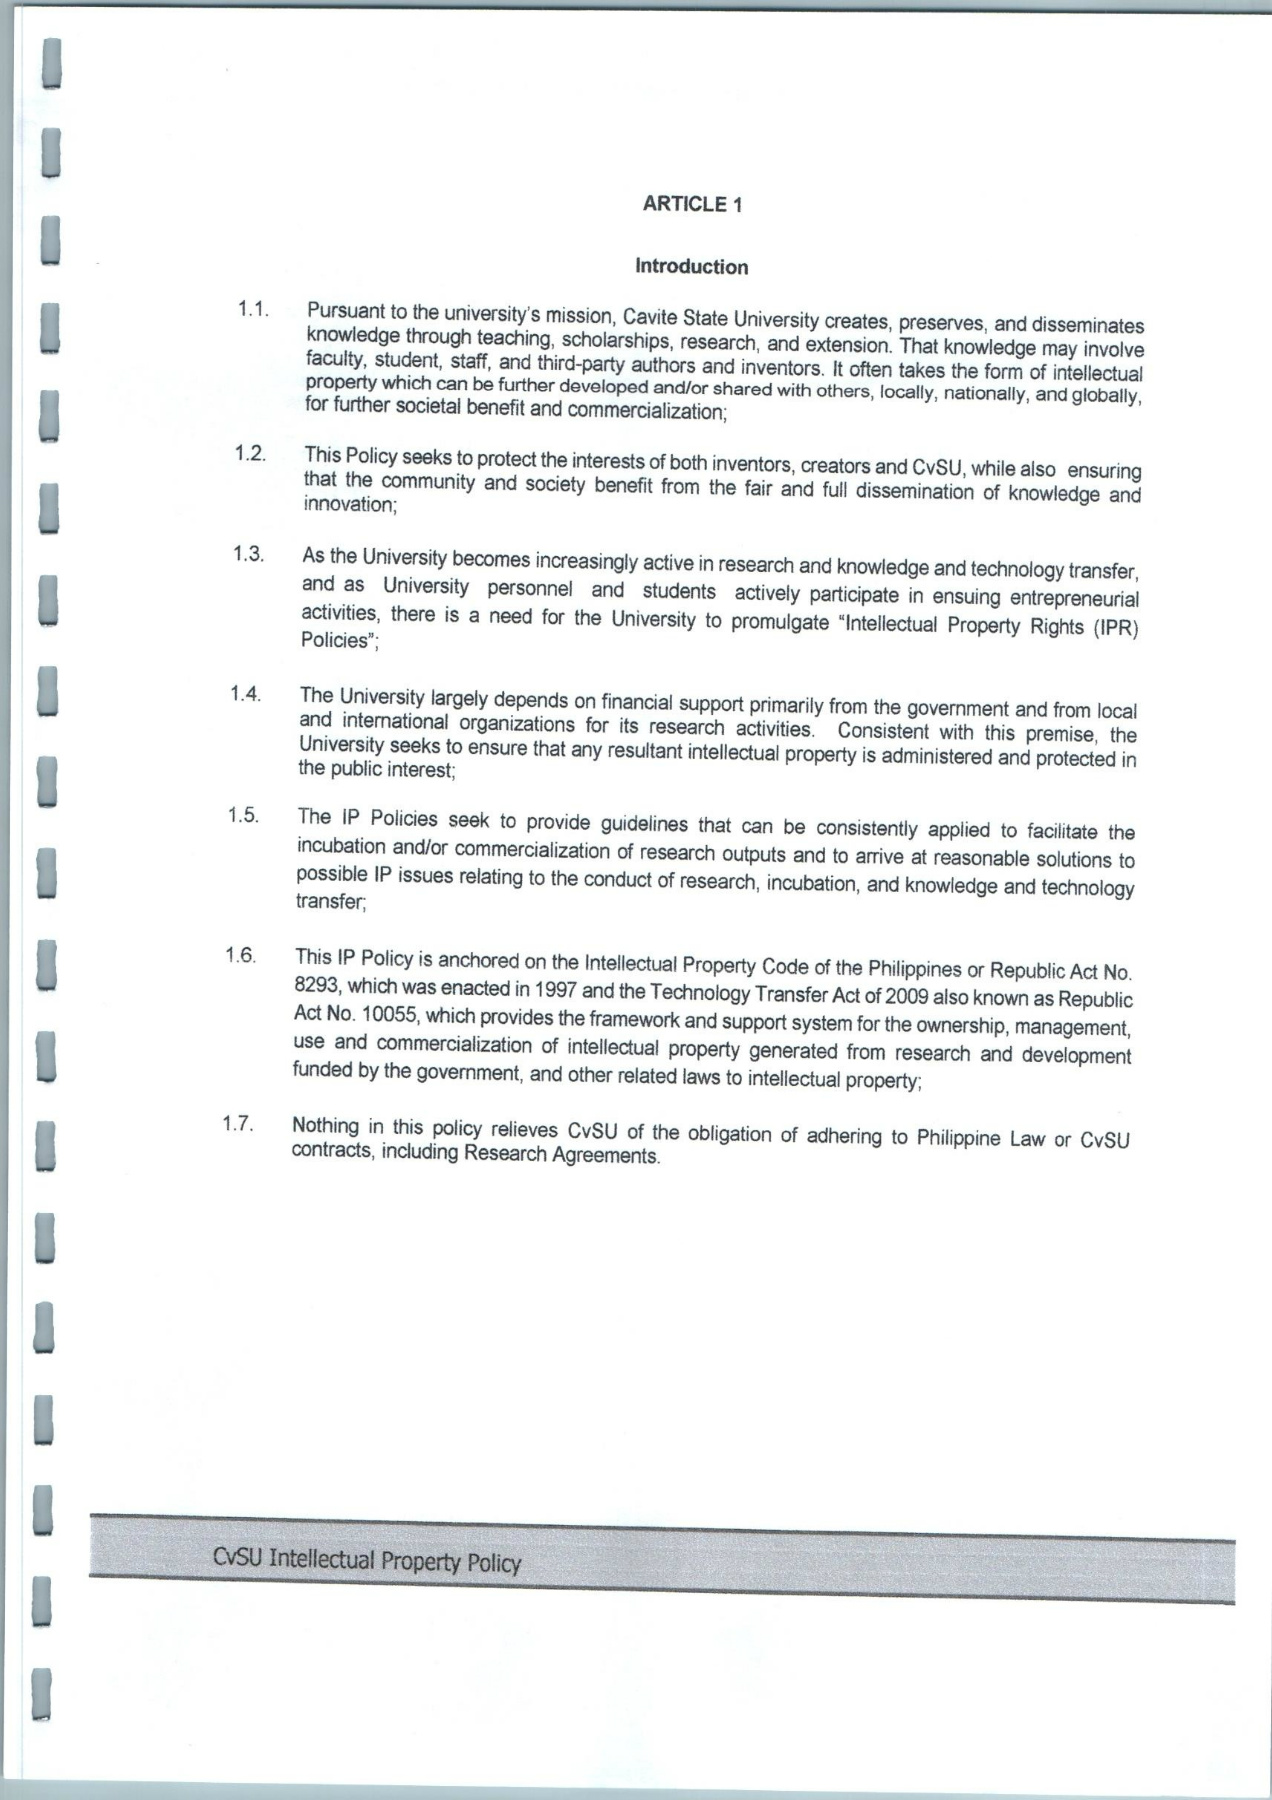 ARTICLE 1
Introduction
1.1. Pursuant to the university's mission, Cavite State University creates, preserves, and disseminates
knowledge through teaching, scholarships, research, and extension. That knowledge may involve
faculty, student, staff, and third-party authors and inventors. It often takes the form of intellectual
property which can be further developed and/or shared with others, locally, nationally, and globally,
for further societal benefit and commercialization;
1.2. This Policy seeks to protect the interests of both inventors, creators and CvSU, while also ensuring
that the community and society benefit from the fair and full dissemination of knowledge and
innovation;
1.3. As the University becomes increasingly active in research and knowledge and technology transfer,
and as University personnel and students actively participate in ensuing entrepreneurial
activities, there is a need for the University to promulgate “Intellectual Property Rights (IPR)
Policies”;
1.4. The University largely depends on financial support primarily from the government and from local
and international organizations for its research activities. Consistent with this premise, the
University seeks to ensure that any resultant intellectual property is administered and protected in
the public interest;
1.5. The IP Policies seek to provide guidelines that can be consistently applied to facilitate the
incubation and/or commercialization of research outputs and to arrive at reasonable solutions to
possible IP issues relating to the conduct of research, incubation, and knowledge and technology
transfer;
1.6. This IP Policy is anchored on the Intellectual Property Code of the Philippines or Republic Act No.
8293, which was enacted in 1997 and the Technology Transfer Act of 2009 also known as Republic
Act No. 10055, which provides the framework and support system for the ownership, management,
use and commercialization of intellectual property generated from research and development
funded by the government, and other related laws to intellectual property;
1.7. Nothing in this policy relieves CvSU of the obligation of adhering to Philippine Law or CvSU
contracts, including Research Agreements.
CvSU Intellectual Property Policy